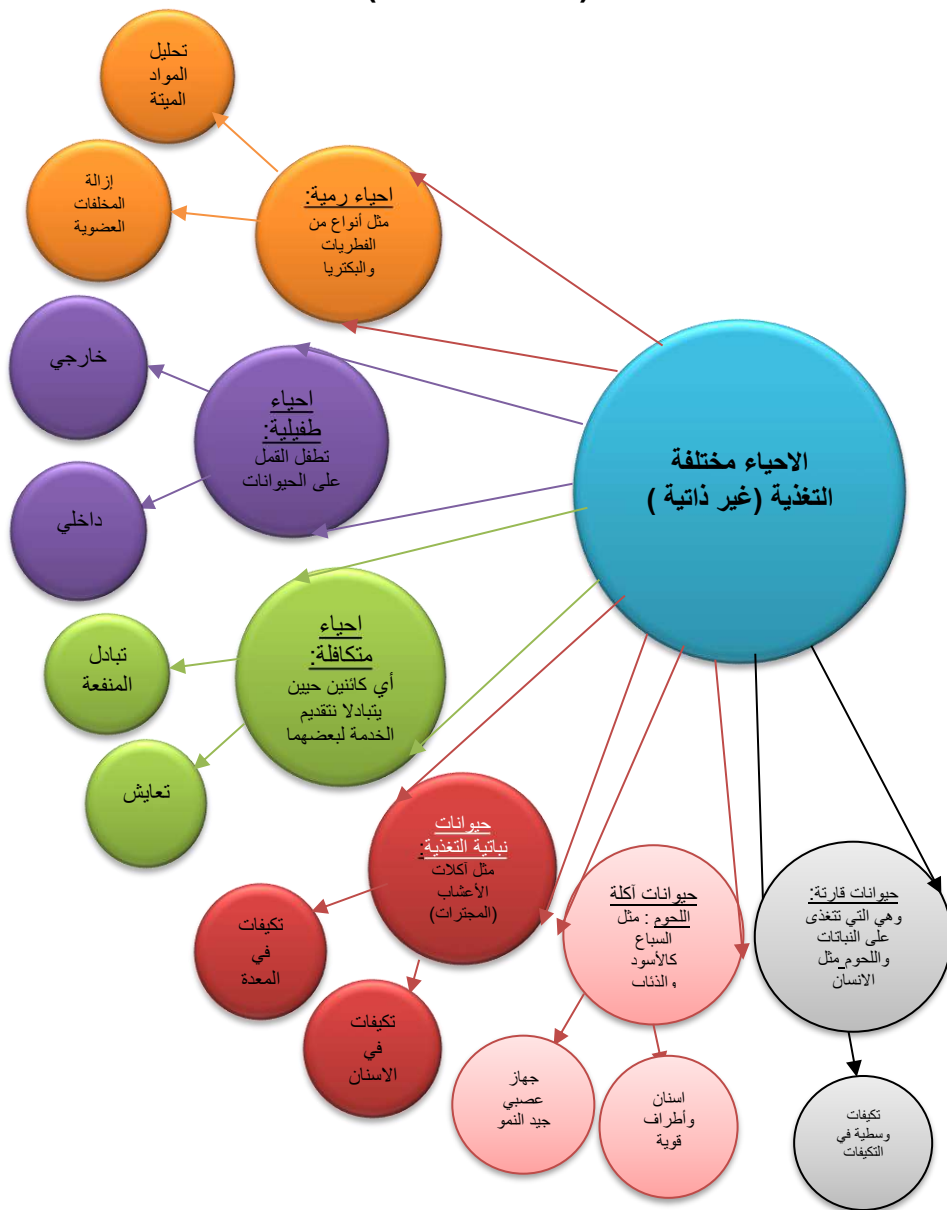 الاحياء مختلفة
التغذية (غير ذاتية )
احياء رمية:
مثل أنواع من
الفطريات
والبكتريا
تحليل
المواد
الميتة
إزالة
المخلفات
العضوية
احياء
طفيلية:
تطفل القمل
على الحيوانات
خارجي
داخلي
احياء
متكافلة:
أي كائنين حيين
يتبادلا نتقديم
الخدمة لبعضهما
تبادل
المنفعة
تعايش
حيوانات
نباتية التغذية:
مثل آكلات
الأعشاب
(المجترات)
تكيفات
في
المعدة
تكيفات
في
الاسنان
حيوانات آكلة
اللحوم : مثل
السباع
كالأسود
والذئاب
جهاز
عصبي
جيد النمو
اسنان
وأطراف
قوية
حيوانات قارتة:
وهي التي تتغذى
على النباتات
واللحوم مثل
الانسان
تكيفات
وسطية في
التكيفات